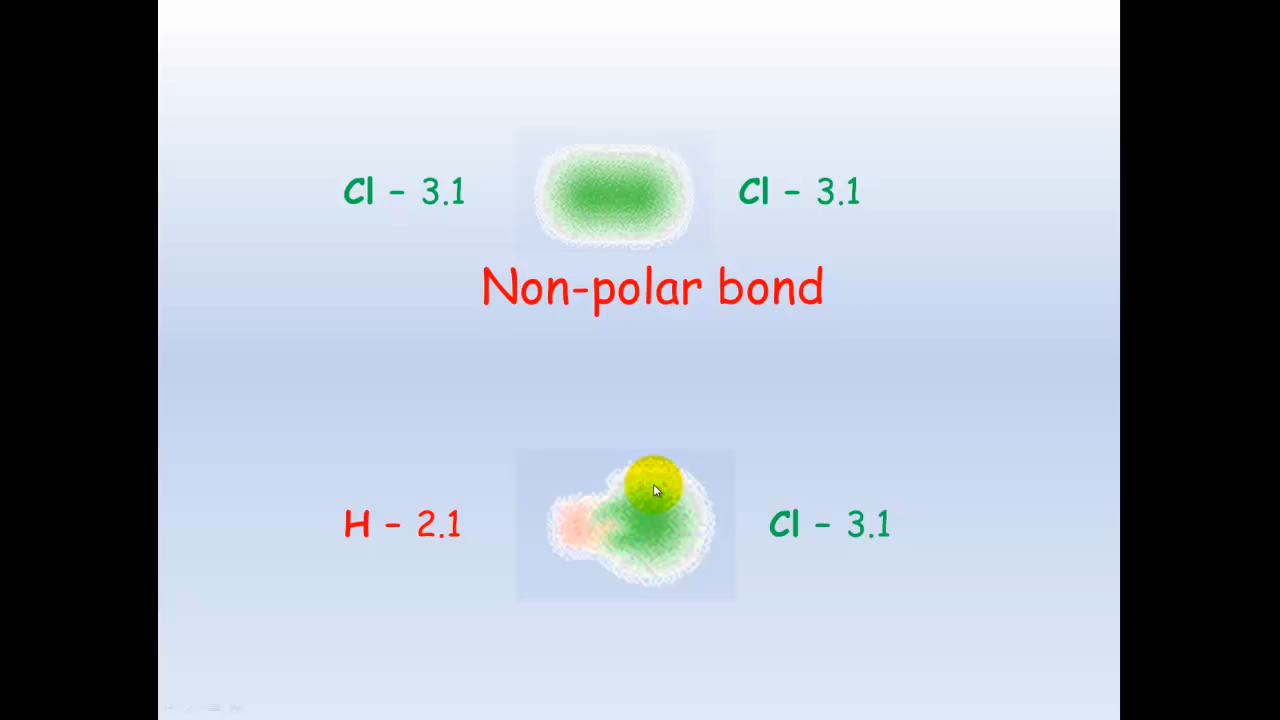 Cl – 3.1
Cl – 3.1
Non-polar bond
H – 2.1
Cl – 3.1